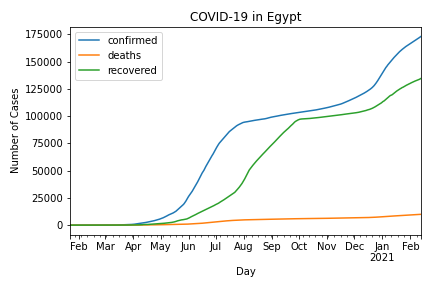 COVID-19 in Egypt
confirmed
deaths
recovered
Number of Cases
175000
150000
125000
100000
75000
50000
25000
0
Feb Mar Apr May Jun Jul Aug Sep Oct Nov Dec Jan Feb
2021
Day